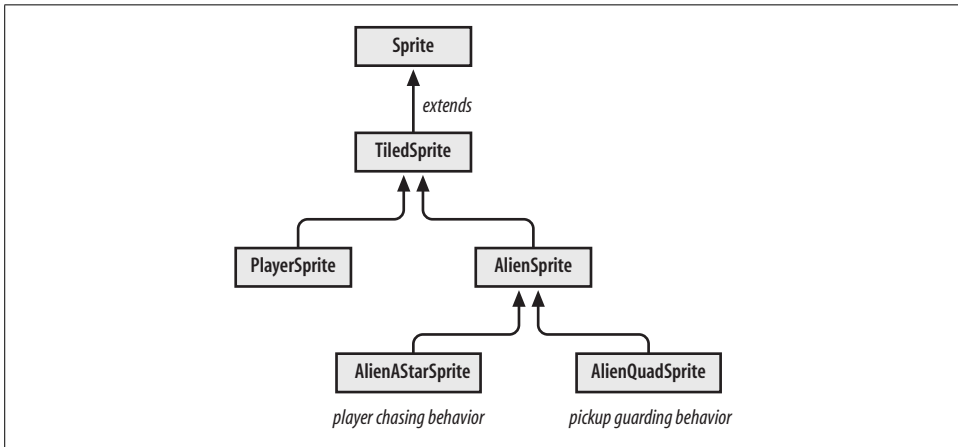 Sprite
extends
TiledSprite
PlayerSprite
AlienSprite
AlienAStarSprite
AlienQuadSprite
player chasing behavior
pickup guarding behavior